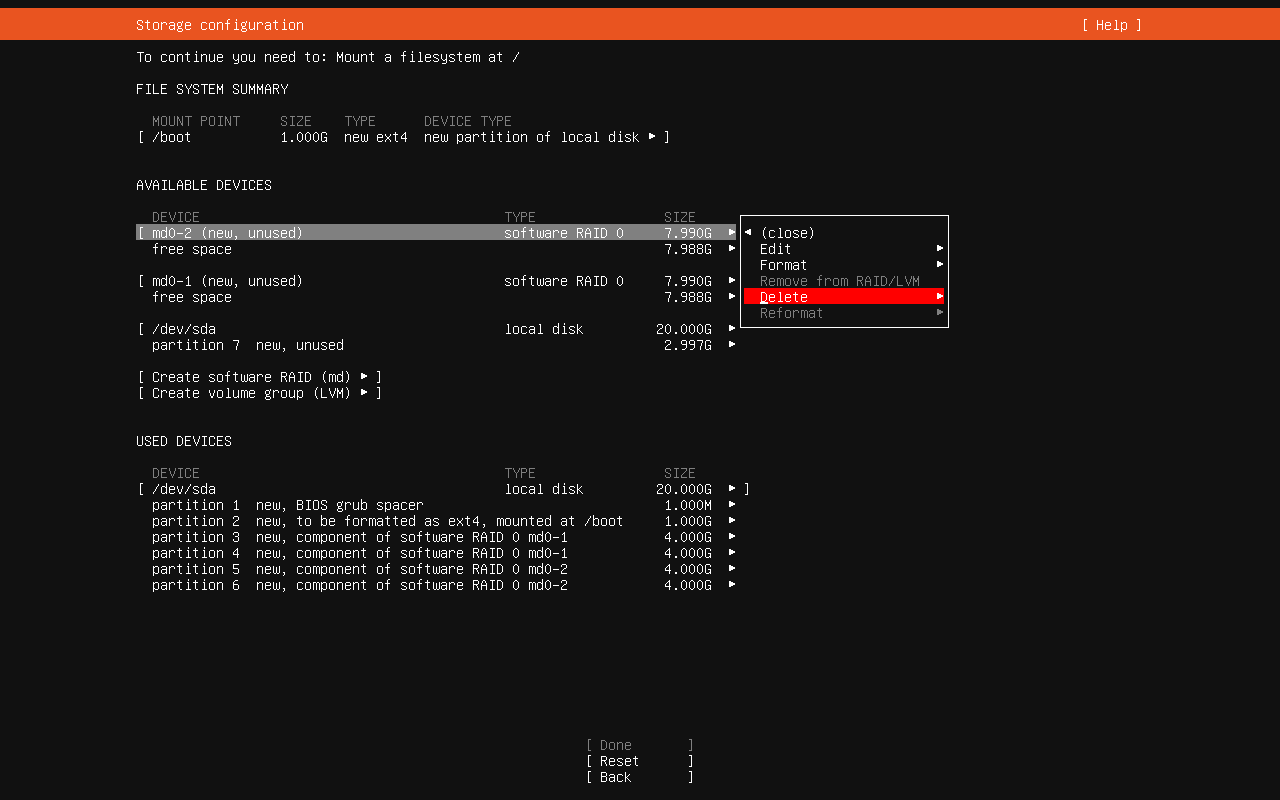 Storage configuration [ Help ]
To continue you need to: Mount a filesystem at /
FILE SYSTEM SUMMARY
MOUNT POINT SIZE TYPE DEVICE TYPE
[ /boot 1.000G new ext4 new partition of local disk ▸ ]
AVAILABLE DEVICES
DEVICE TYPE SIZE
[ md0-2 (new, unused) software RAID 0 7.990G ▸
free space 7.988G ▸
[ md0-1 (new, unused) software RAID 0 7.990G ▸
free space 7.988G ▸
[ /dev/sda local disk 20.000G ▸
partition 7 new, unused 2.997G ▸
◂ (close)
Edit ▸
Format ▸
Remove from RAID/LVM
Delete ▸
Reformat ▸
[ Create software RAID (md) ▸ ]
[ Create volume group (LVM) ▸ ]
USED DEVICES
DEVICE TYPE SIZE
[ /dev/sda local disk 20.000G ▸ ]
partition 1 new, BIOS grub spacer 1.000M ▸
partition 2 new, to be formatted as ext4, mounted at /boot 1.000G ▸
partition 3 new, component of software RAID 0 md0-1 4.000G ▸
partition 4 new, component of software RAID 0 md0-1 4.000G ▸
partition 5 new, component of software RAID 0 md0-2 4.000G ▸
partition 6 new, component of software RAID 0 md0-2 4.000G ▸
[ Done ]
[ Reset ]
[ Back ]